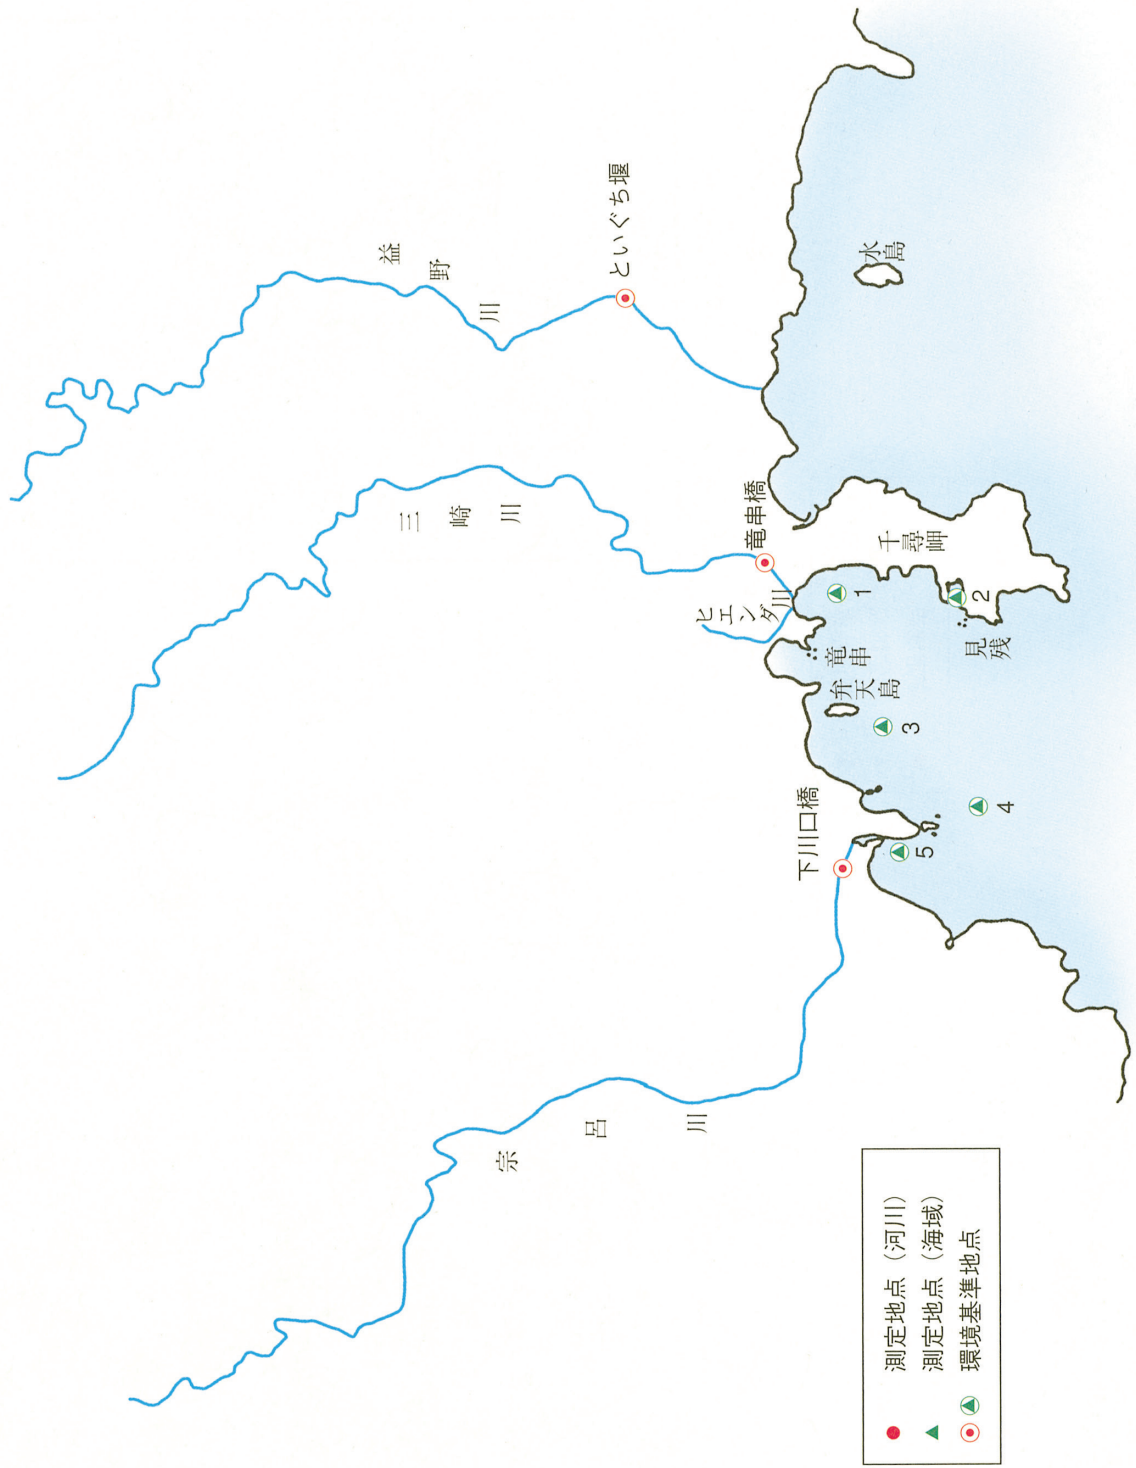 益野川
といぐち堰
水島
三崎川
竜串橋
ヒエンダ川
千尋岬
1
2
見残
竜串
弁天島
3
4
下川口橋
5
宗呂川
測定地点（河川）
測定地点（海域）
環境基準地点